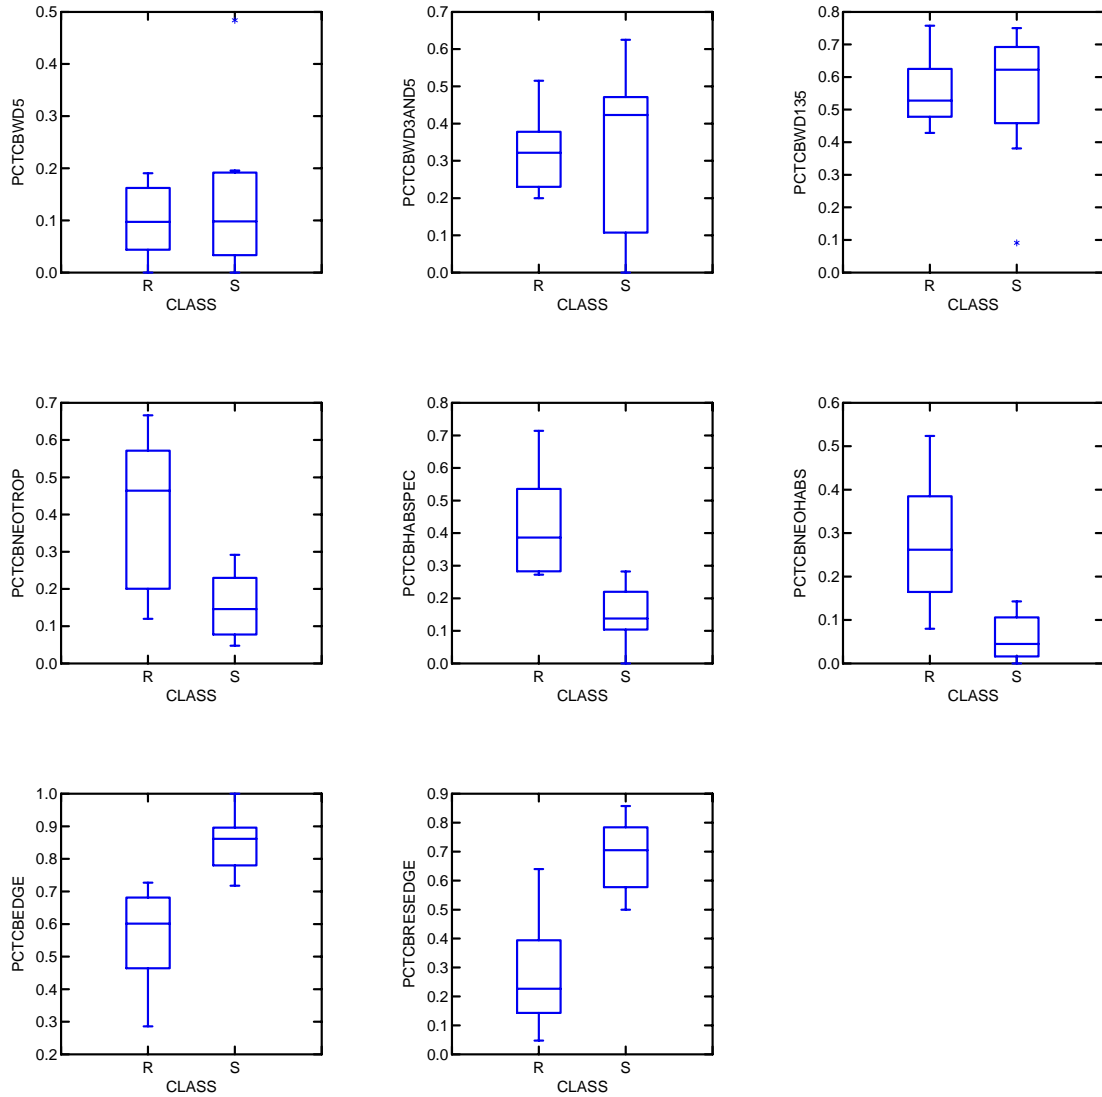 PCTCBWD5
0.5
0.4
0.3
0.2
0.1
0.0
R S
CLASS
PCTCBWD3AND5
0.7
0.6
0.5
0.4
0.3
0.2
0.1
0.0
R S
CLASS
PCTCBWD135
0.8
0.7
0.6
0.5
0.4
0.3
0.2
0.1
0.0
R S
CLASS
PCTCBNEOTROP
0.7
0.6
0.5
0.4
0.3
0.2
0.1
0.0
R S
CLASS
PCTCBHABSPEC
0.8
0.7
0.6
0.5
0.4
0.3
0.2
0.1
0.0
R S
CLASS
PCTCBNEOHABS
0.6
0.5
0.4
0.3
0.2
0.1
0.0
R S
CLASS
PCTCBEDGE
1.0
0.9
0.8
0.7
0.6
0.5
0.4
0.3
0.2
R S
CLASS
PCTCBRESEDGE
0.9
0.8
0.7
0.6
0.5
0.4
0.3
0.2
0.1
0.0
R S
CLASS